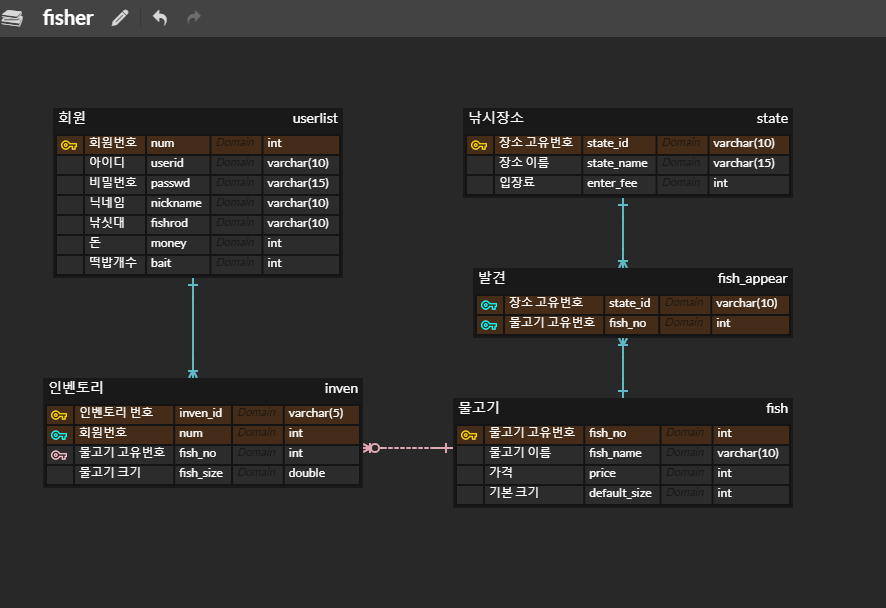 fisher
회원 userlist
회원번호 num Domain int
아이디 userid Domain varchar(10)
비밀번호 passwd Domain varchar(15)
닉네임 nickname Domain varchar(10)
낚싯대 fishrod Domain varchar(10)
돈 money Domain int
떡밥개수 bait Domain int
낚시장소 state
장소 고유번호 state_id Domain varchar(10)
장소 이름 state_name Domain varchar(15)
입장료 enter_fee Domain int
발견 fish_appear
장소 고유번호 state_id Domain varchar(10)
물고기 고유번호 fish_no Domain int
인벤토리 inven
인벤토리 번호 inven_id Domain varchar(5)
회원번호 num Domain int
물고기 고유번호 fish_no Domain int
물고기 크기 fish_size Domain double
물고기 fish
물고기 고유번호 fish_no Domain int
물고기 이름 fish_name Domain varchar(10)
가격 price Domain int
기본 크기 default_size Domain int